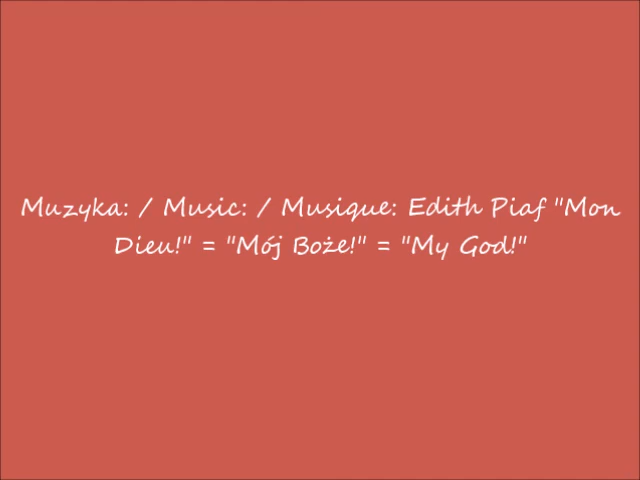 Muzyka: / Music: / Musique: Edith Piaf "Mon
Dieu!" = "Mój Boże!" = "My God!"